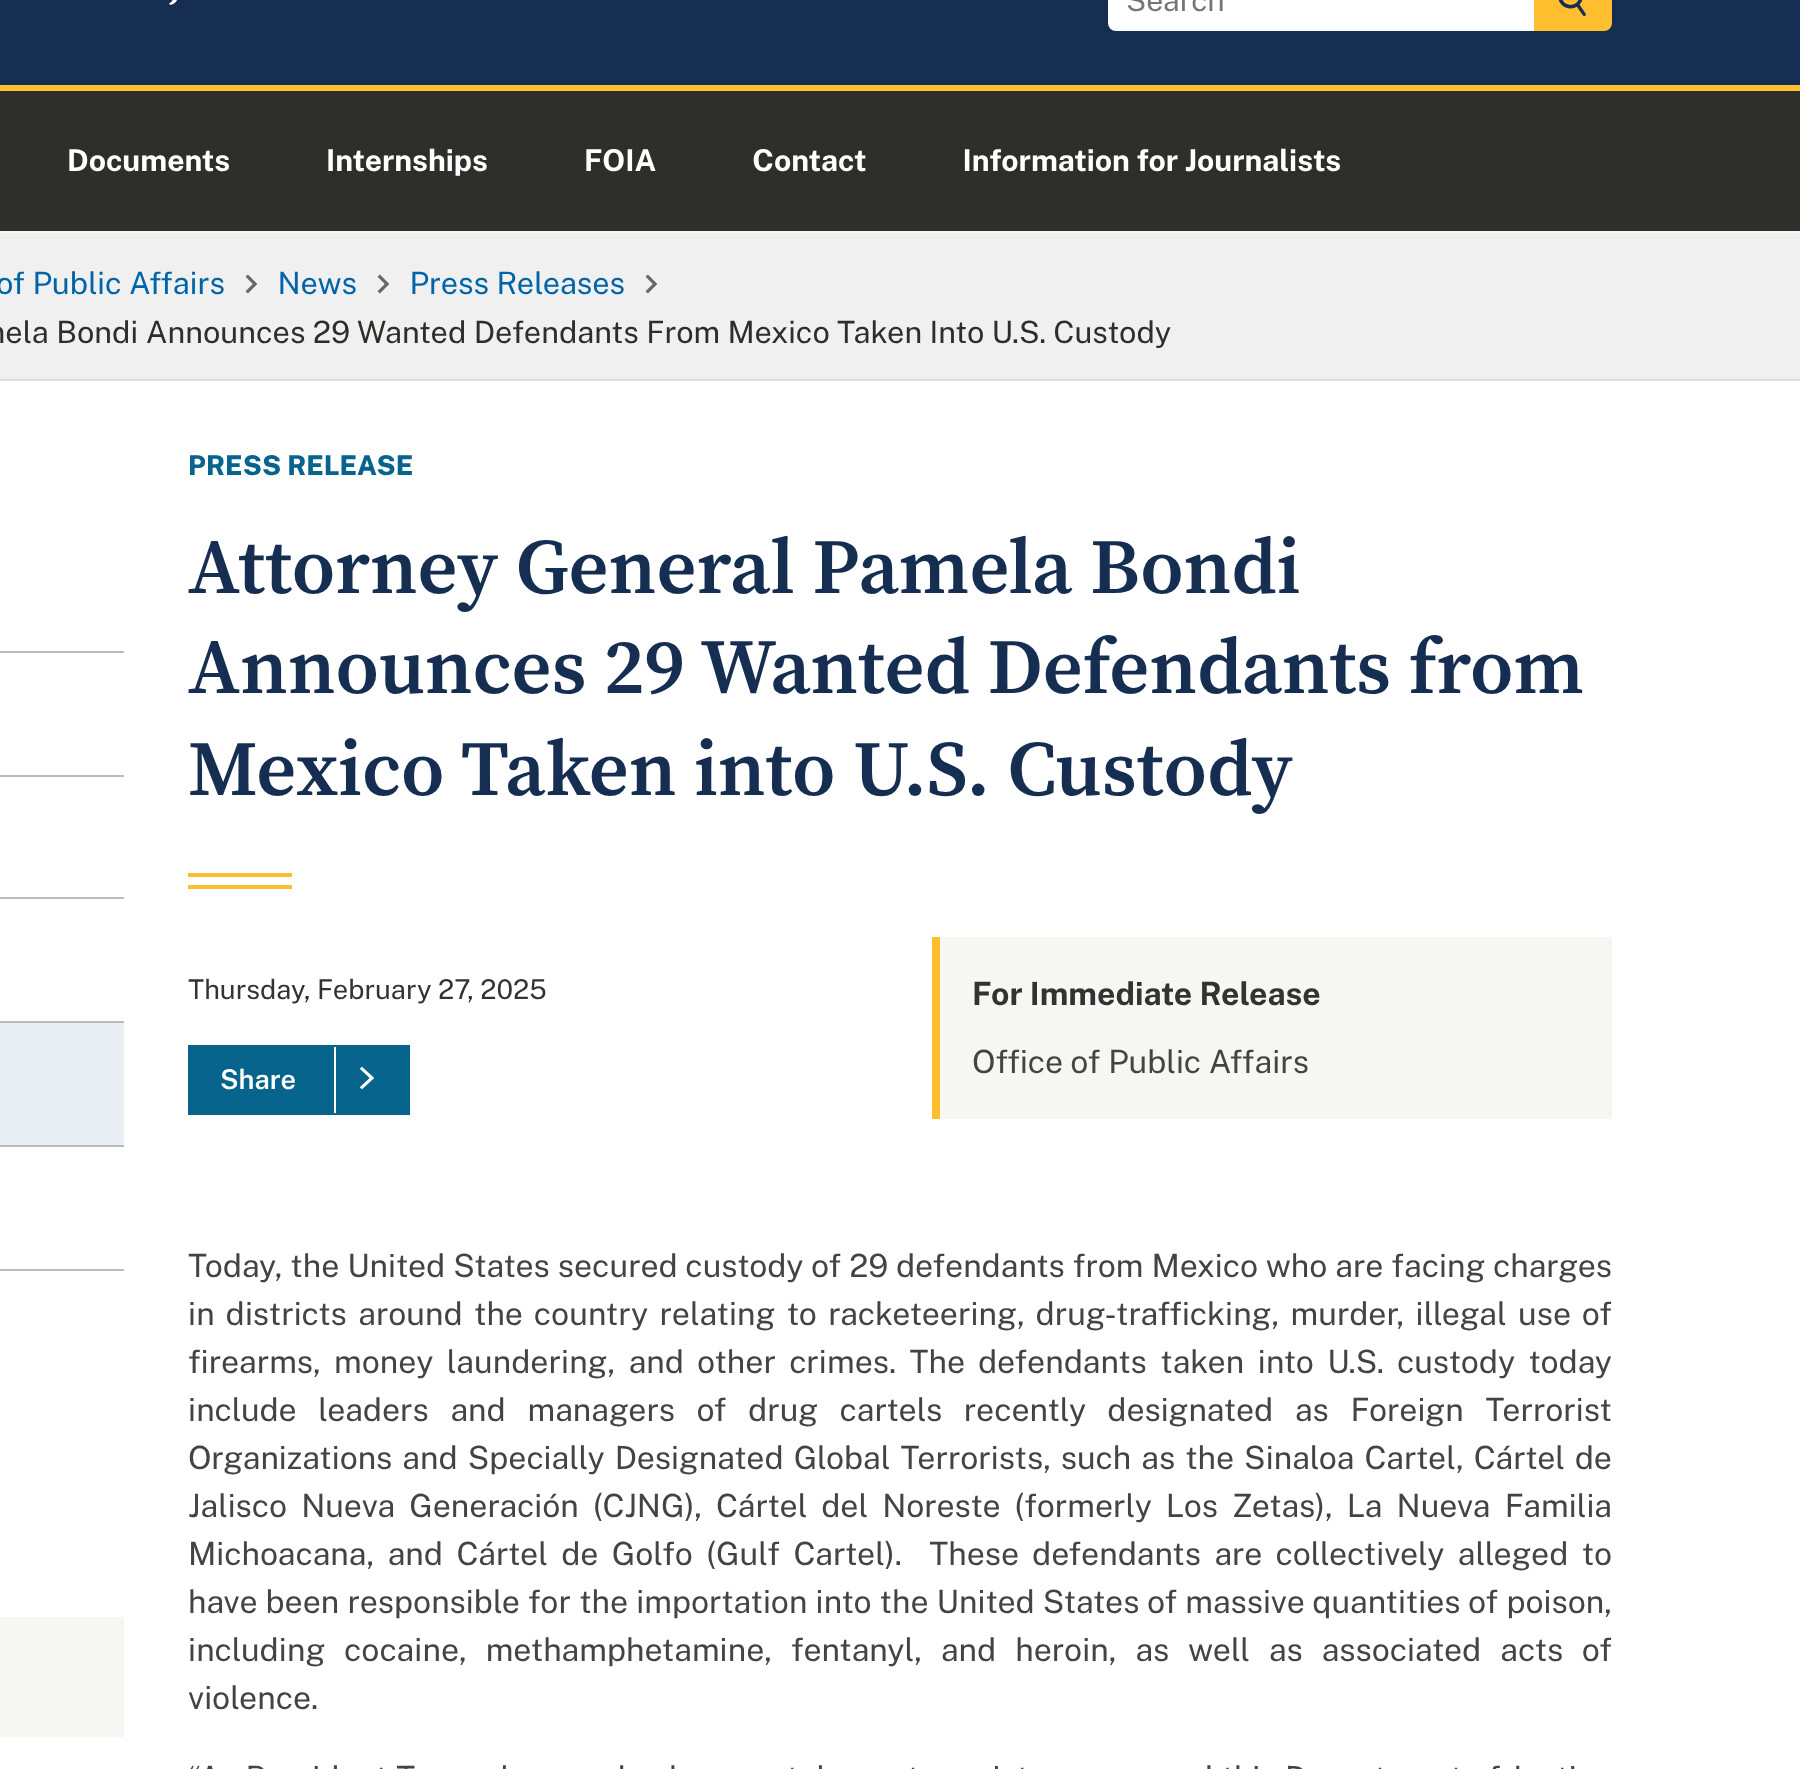 Search
Documents Internships FOIA Contact Information for Journalists
of Public Affairs > News > Press Releases >
Bondi Announces 29 Wanted Defendants From Mexico Taken Into U.S. Custody
PRESS RELEASE
Attorney General Pamela Bondi
Announces 29 Wanted Defendants from
Mexico Taken into U.S. Custody
Thursday, February 27, 2025
Share >
For Immediate Release
Office of Public Affairs
Today, the United States secured custody of 29 defendants from Mexico who are facing charges
in districts around the country relating to racketeering, drug-trafficking, murder, illegal use of
firearms, money laundering, and other crimes. The defendants taken into U.S. custody today
include leaders and managers of drug cartels recently designated as Foreign Terrorist
Organizations and Specially Designated Global Terrorists, such as the Sinaloa Cartel, Cártel de
Jalisco Nueva Generación (CJNG), Cártel del Noreste (formerly Los Zetas), La Nueva Familia
Michoacana, and Cártel de Golfo (Gulf Cartel).  These defendants are collectively alleged to
have been responsible for the importation into the United States of massive quantities of poison,
including cocaine, methamphetamine, fentanyl, and heroin, as well as associated acts of
violence.